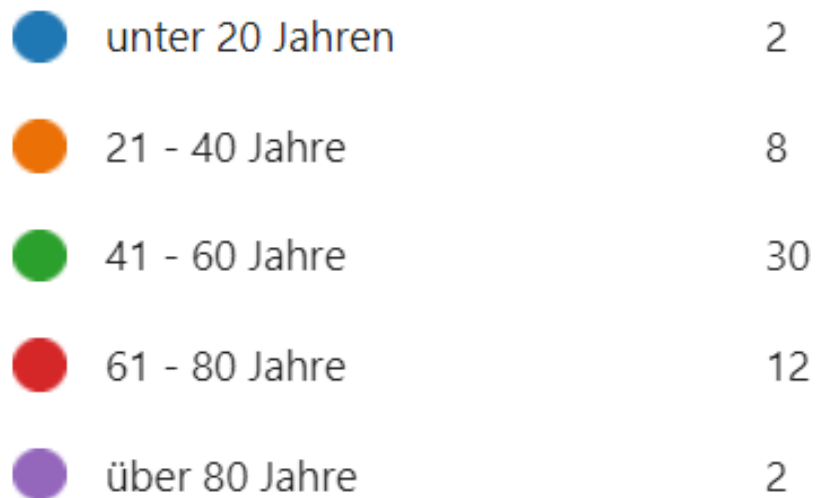 unter 20 Jahren 2
21 - 40 Jahre 8
41 - 60 Jahre 30
61 - 80 Jahre 12
über 80 Jahre 2